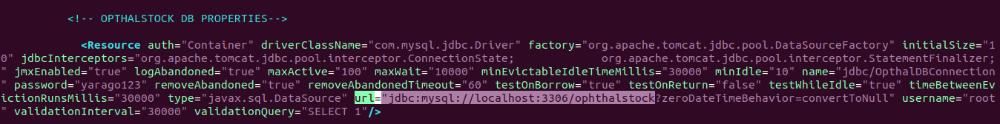 <!-- OPTHALSTOCK DB PROPERTIES-->
<Resource auth="Container" driverClassName="com.mysql.jdbc.Driver" factory="org.apache.tomcat.jdbc.pool.DataSourceFactory" initialSize="1
0" jdbcInterceptors="org.apache.tomcat.jdbc.pool.interceptor.ConnectionState; org.apache.tomcat.jdbc.pool.interceptor.StatementFinalizer;
" jmxEnabled="true" logAbandoned="true" maxActive="100" maxWait="10000" minEvictableIdleTimeMillis="30000" minIdle="10" name="jdbc/OpthalDBConnection
" password="yarago123" removeAbandoned="true" removeAbandonedTimeout="60" testOnBorrow="true" testOnReturn="false" testWhileIdle="true" timeBetweenEv
ictionRunsMillis="30000" type="javax.sql.DataSource" url="jdbc:mysql://localhost:3306/ophthalstock?zeroDateTimeBehavior=convertToNull" username="root
" validationInterval="30000" validationQuery="SELECT 1"/>